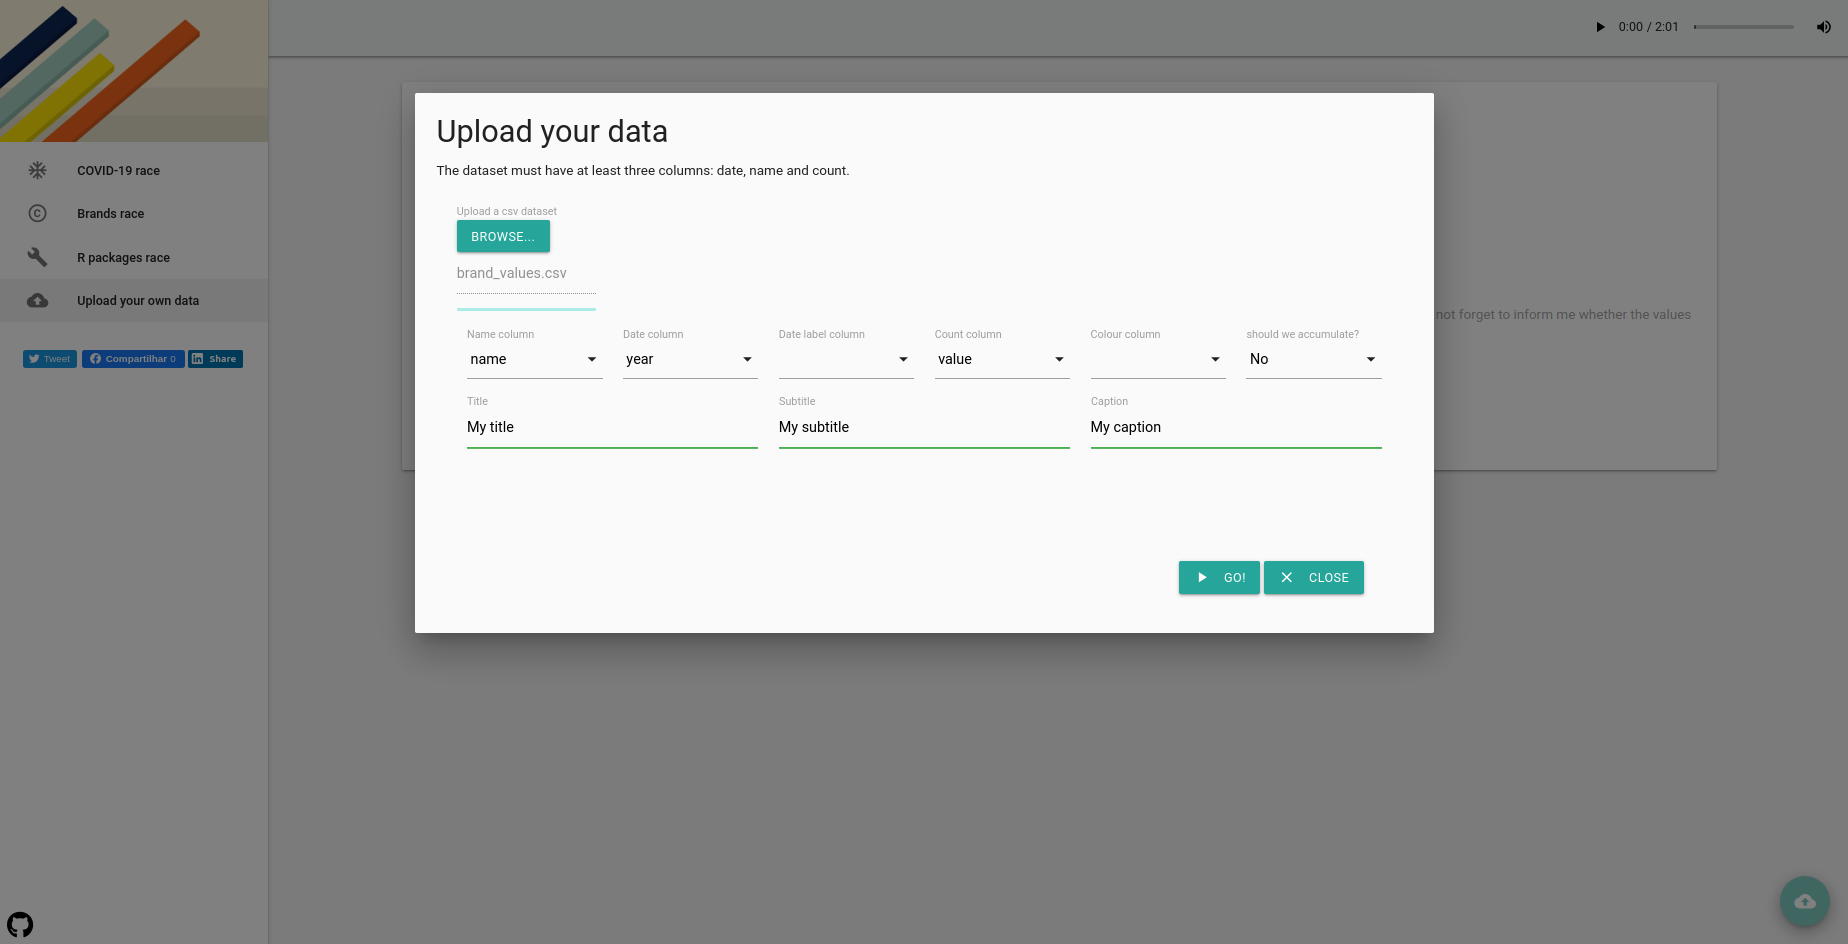 0:00 / 2:01
COVID-19 race
Brands race
R packages race
Upload your own data
Tweet
Compartilhar 0
Share
Upload your data
The dataset must have at least three columns: date, name and count.
Upload a csv dataset
BROWSE...
brand_values.csv
not forget to inform me whether the values
Name column Date column Date label column Count column Colour column should we accumulate?
name year value No
Title Subtitle Caption
My title My subtitle My caption
GO! CLOSE